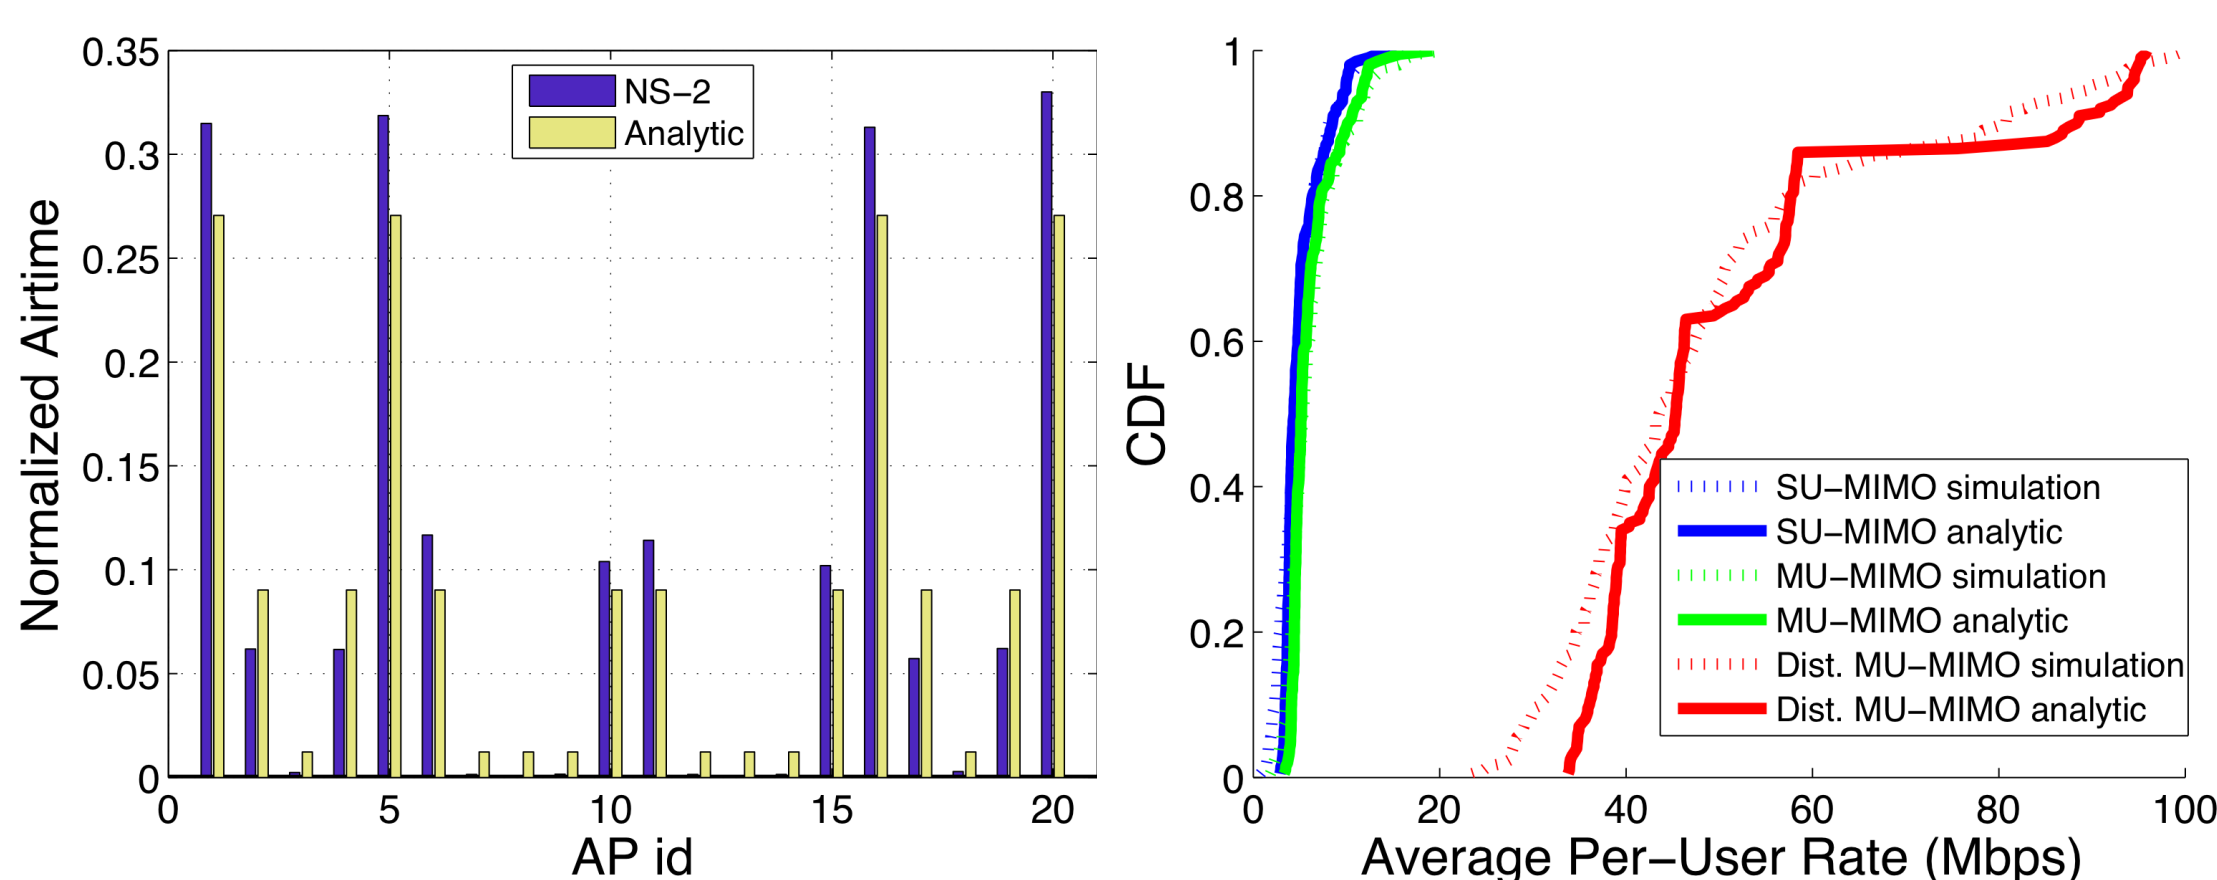 0.35
0.3
0.25
0.2
0.15
0.1
0.05
0
Normalized Airtime
NS−2
Analytic
0 5 10 15 20
AP id
1
0.8
0.6
0.4
0.2
0
CDF
SU−MIMO simulation
SU−MIMO analytic
MU−MIMO simulation
MU−MIMO analytic
Dist. MU−MIMO simulation
Dist. MU−MIMO analytic
0 20 40 60 80 100
Average Per−User Rate (Mbps)